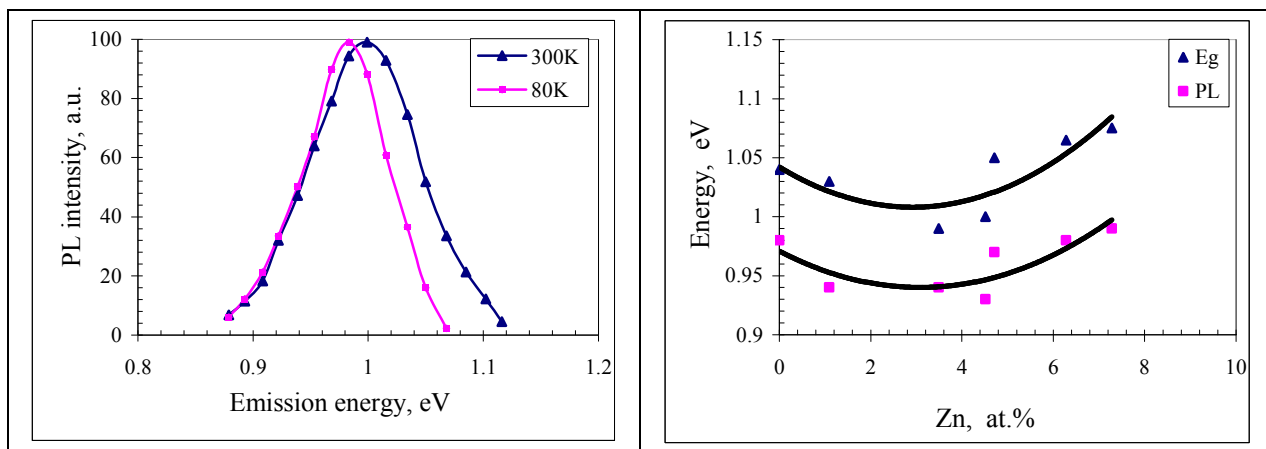 100
80
60
40
20
0
PL intensity, a.u.
300K
80K
0.8
0.9
1
1.1
1.2
Emission energy, eV
1.15
1.1
1.05
1
0.95
0.9
Energy, eV
Eg
PL
0
2
4
6
8
10
Zn, at.%